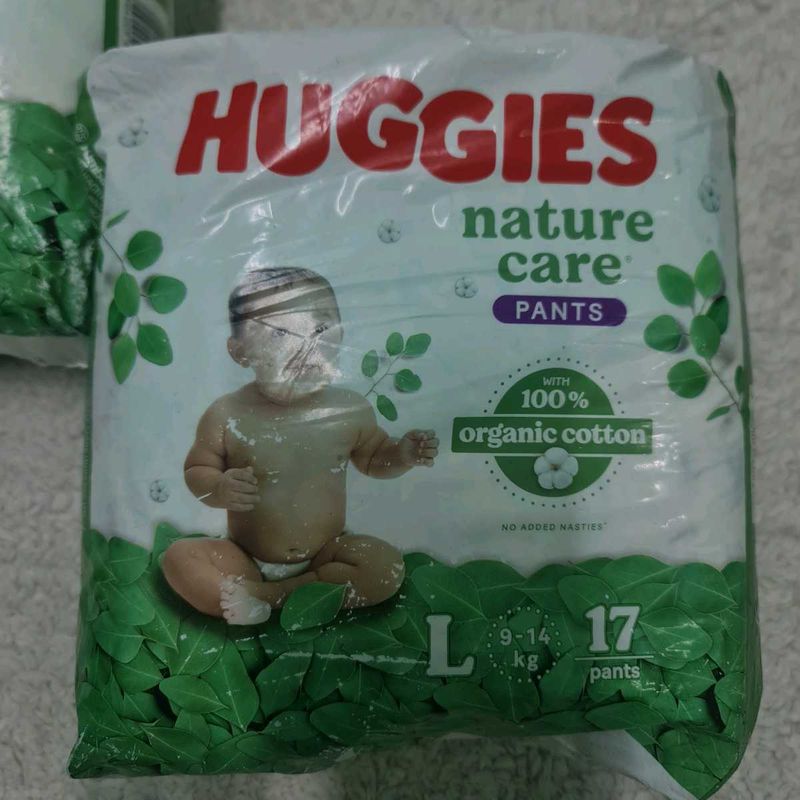 HUGGIES
nature
care®
PANTS
WITH
100%
organic cotton
NO ADDED NASTIES*
L
9-14
kg
17
pants